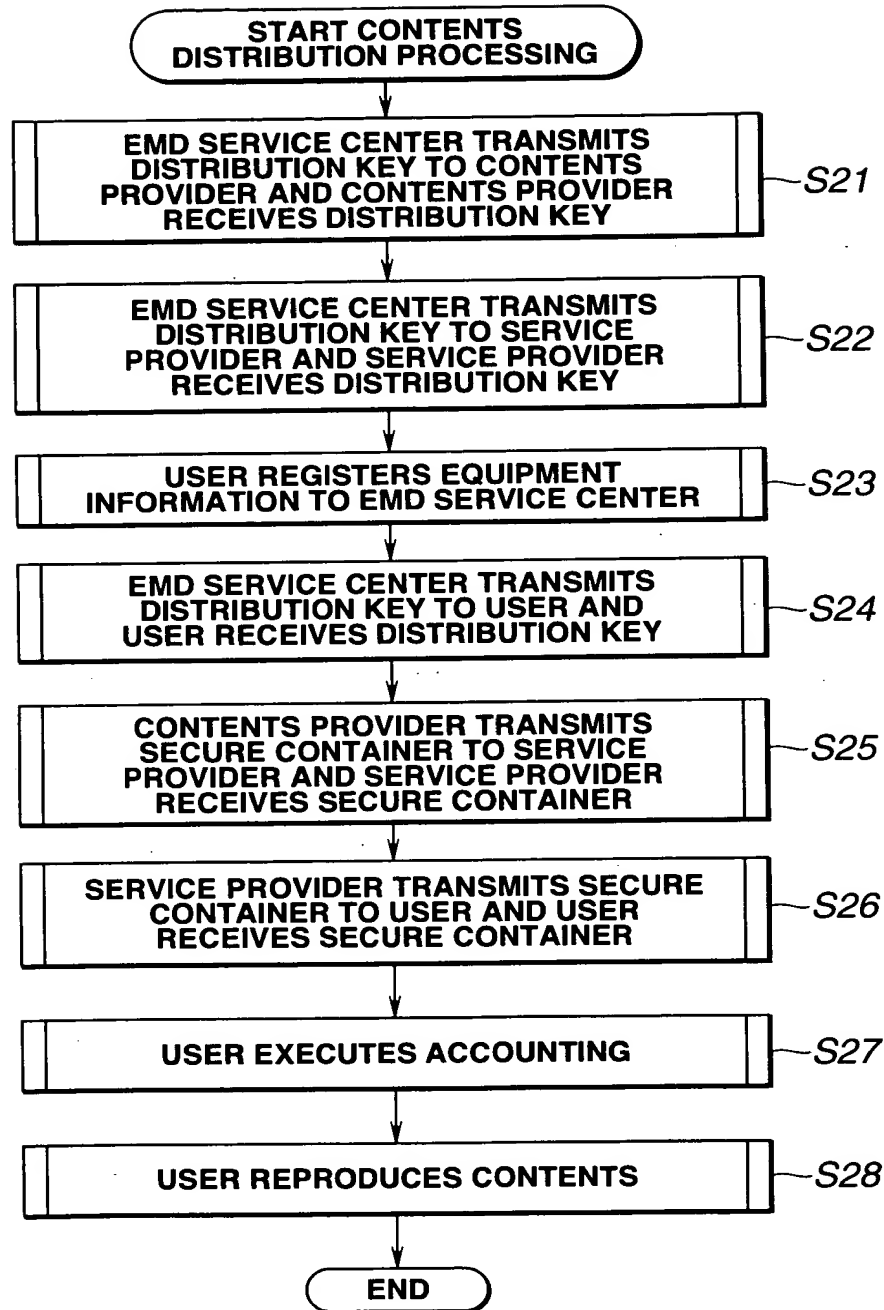 START CONTENTS
DISTRIBUTION PROCESSING
EMD SERVICE CENTER TRANSMITS
DISTRIBUTION KEY TO CONTENTS
PROVIDER AND CONTENTS PROVIDER
RECEIVES DISTRIBUTION KEY
S21
EMD SERVICE CENTER TRANSMITS
DISTRIBUTION KEY TO SERVICE
PROVIDER AND SERVICE PROVIDER
RECEIVES DISTRIBUTION KEY
S22
USER REGISTERS EQUIPMENT
INFORMATION TO EMD SERVICE CENTER
S23
EMD SERVICE CENTER TRANSMITS
DISTRIBUTION KEY TO USER AND
USER RECEIVES DISTRIBUTION KEY
S24
CONTENTS PROVIDER TRANSMITS
SECURE CONTAINER TO SERVICE
PROVIDER AND SERVICE PROVIDER
RECEIVES SECURE CONTAINER
S25
SERVICE PROVIDER TRANSMITS SECURE
CONTAINER TO USER AND USER
RECEIVES SECURE CONTAINER
S26
USER EXECUTES ACCOUNTING
S27
USER REPRODUCES CONTENTS
S28
END